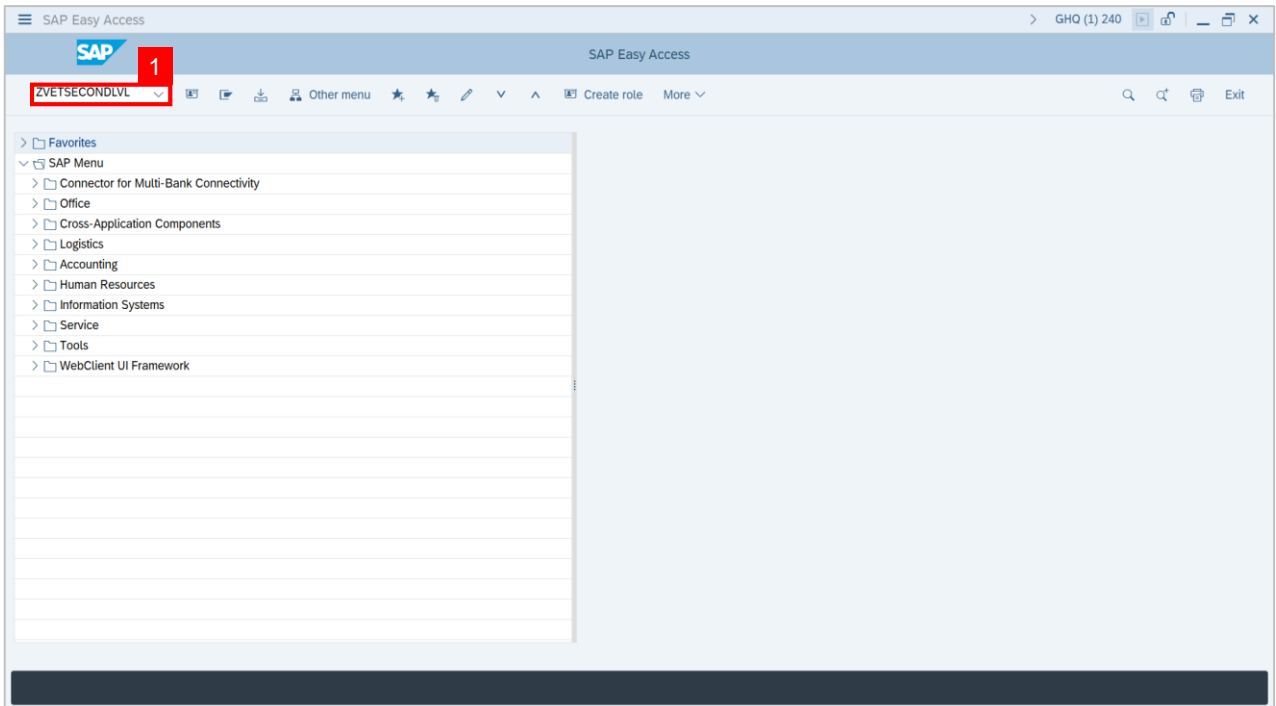 SAP Easy Access
GHQ (1) 240
SAP
SAP Easy Access
1
ZVETSECONDLVL
Other menu
Create role
More
Exit
Favorites
SAP Menu
Connector for Multi-Bank Connectivity
Office
Cross-Application Components
Logistics
Accounting
Human Resources
Information Systems
Service
Tools
WebClient UI Framework